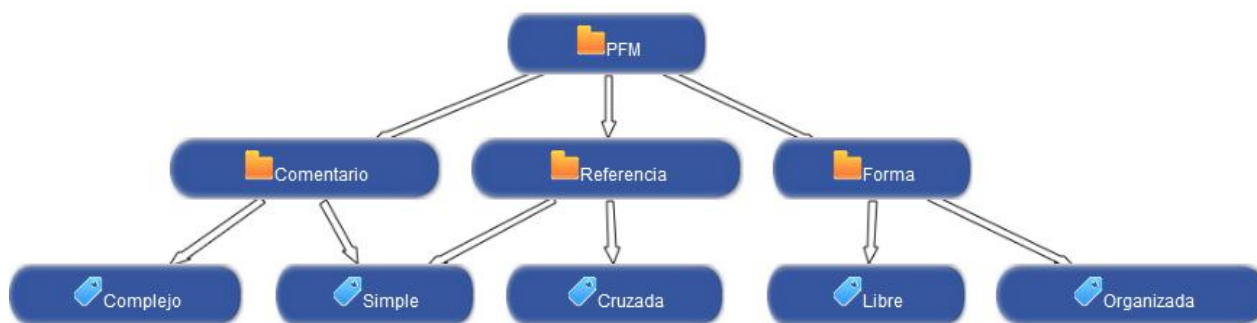 PFM
Comentario
Referencia
Forma
Complejo
Simple
Cruzada
Libre
Organizada